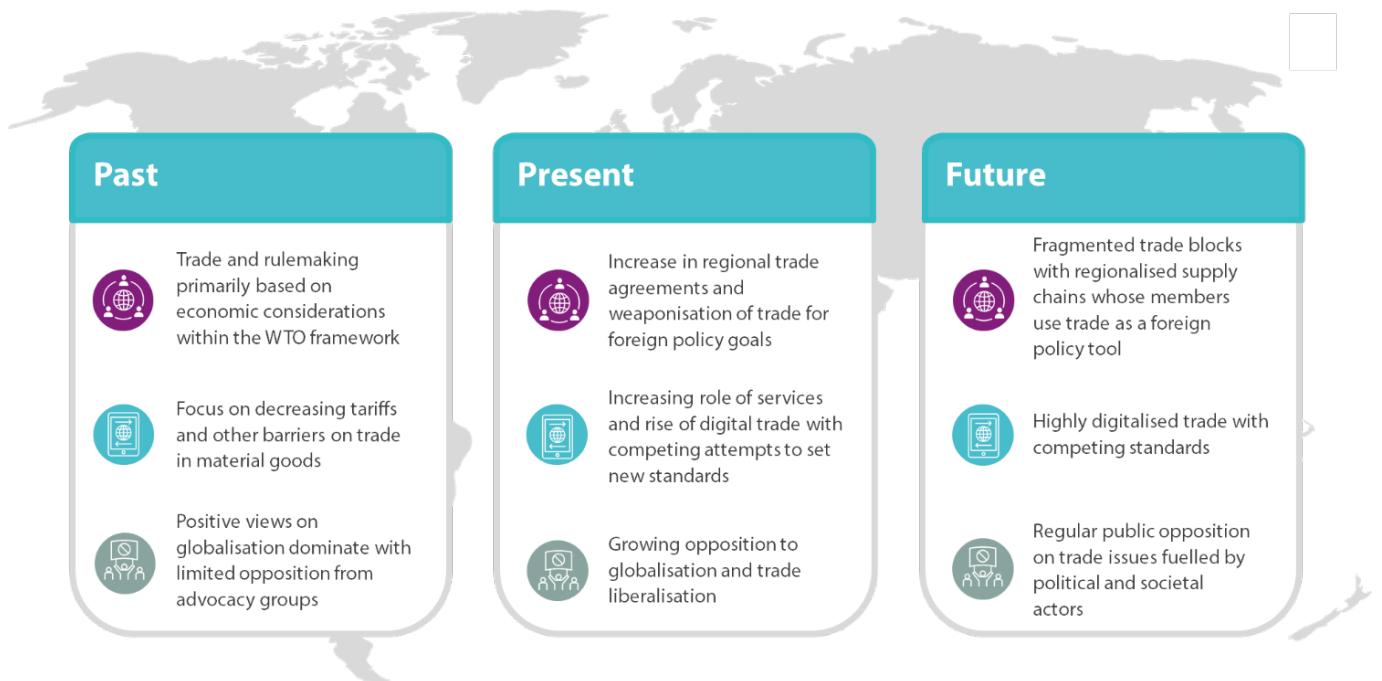 Past
Trade and rulemaking
primarily based on
economic considerations
within the WTO framework
Focus on decreasing tariffs
and other barriers on trade
in material goods
Positive views on
globalisation dominate with
limited opposition from
advocacy groups
Present
Increase in regional trade
agreements and
weaponisation of trade for
foreign policy goals
Increasing role of services
and rise of digital trade with
competing attempts to set
new standards
Growing opposition to
globalisation and trade
liberalisation
Future
Fragmented trade blocks
with regionalised supply
chains whose members
use trade as a foreign
policy tool
Highly digitalised trade with
competing standards
Regular public opposition
on trade issues fuelled by
political and societal
actors